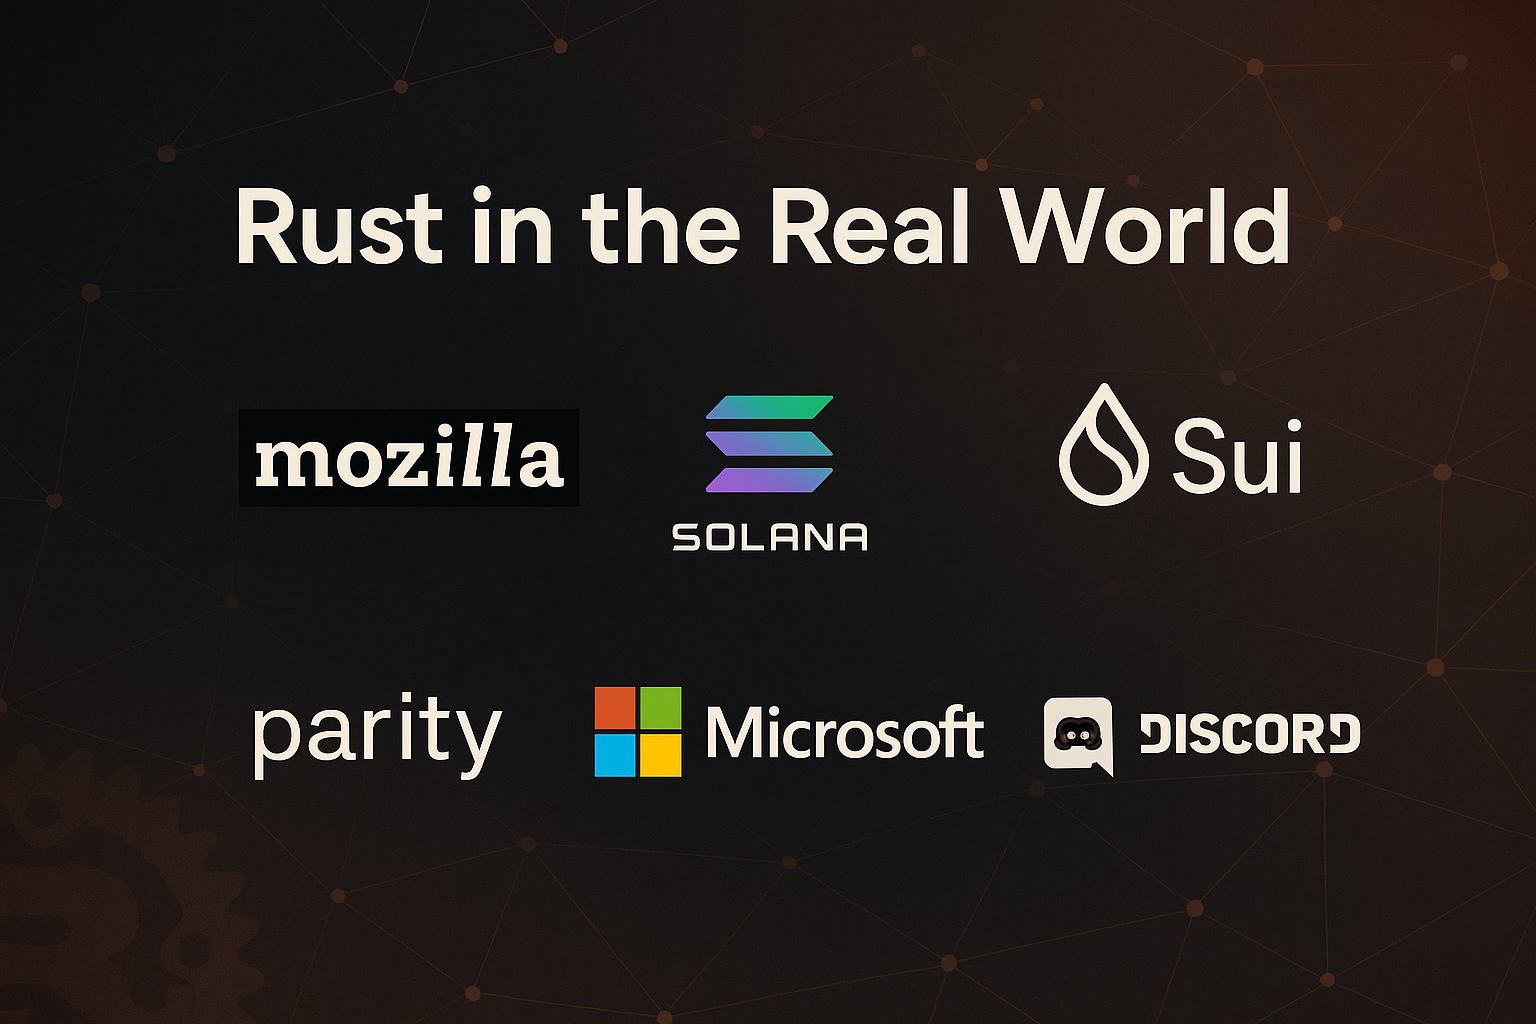 Rust in the Real World
mozilla
SOLANA
Sui
parity
Microsoft
DISCORD